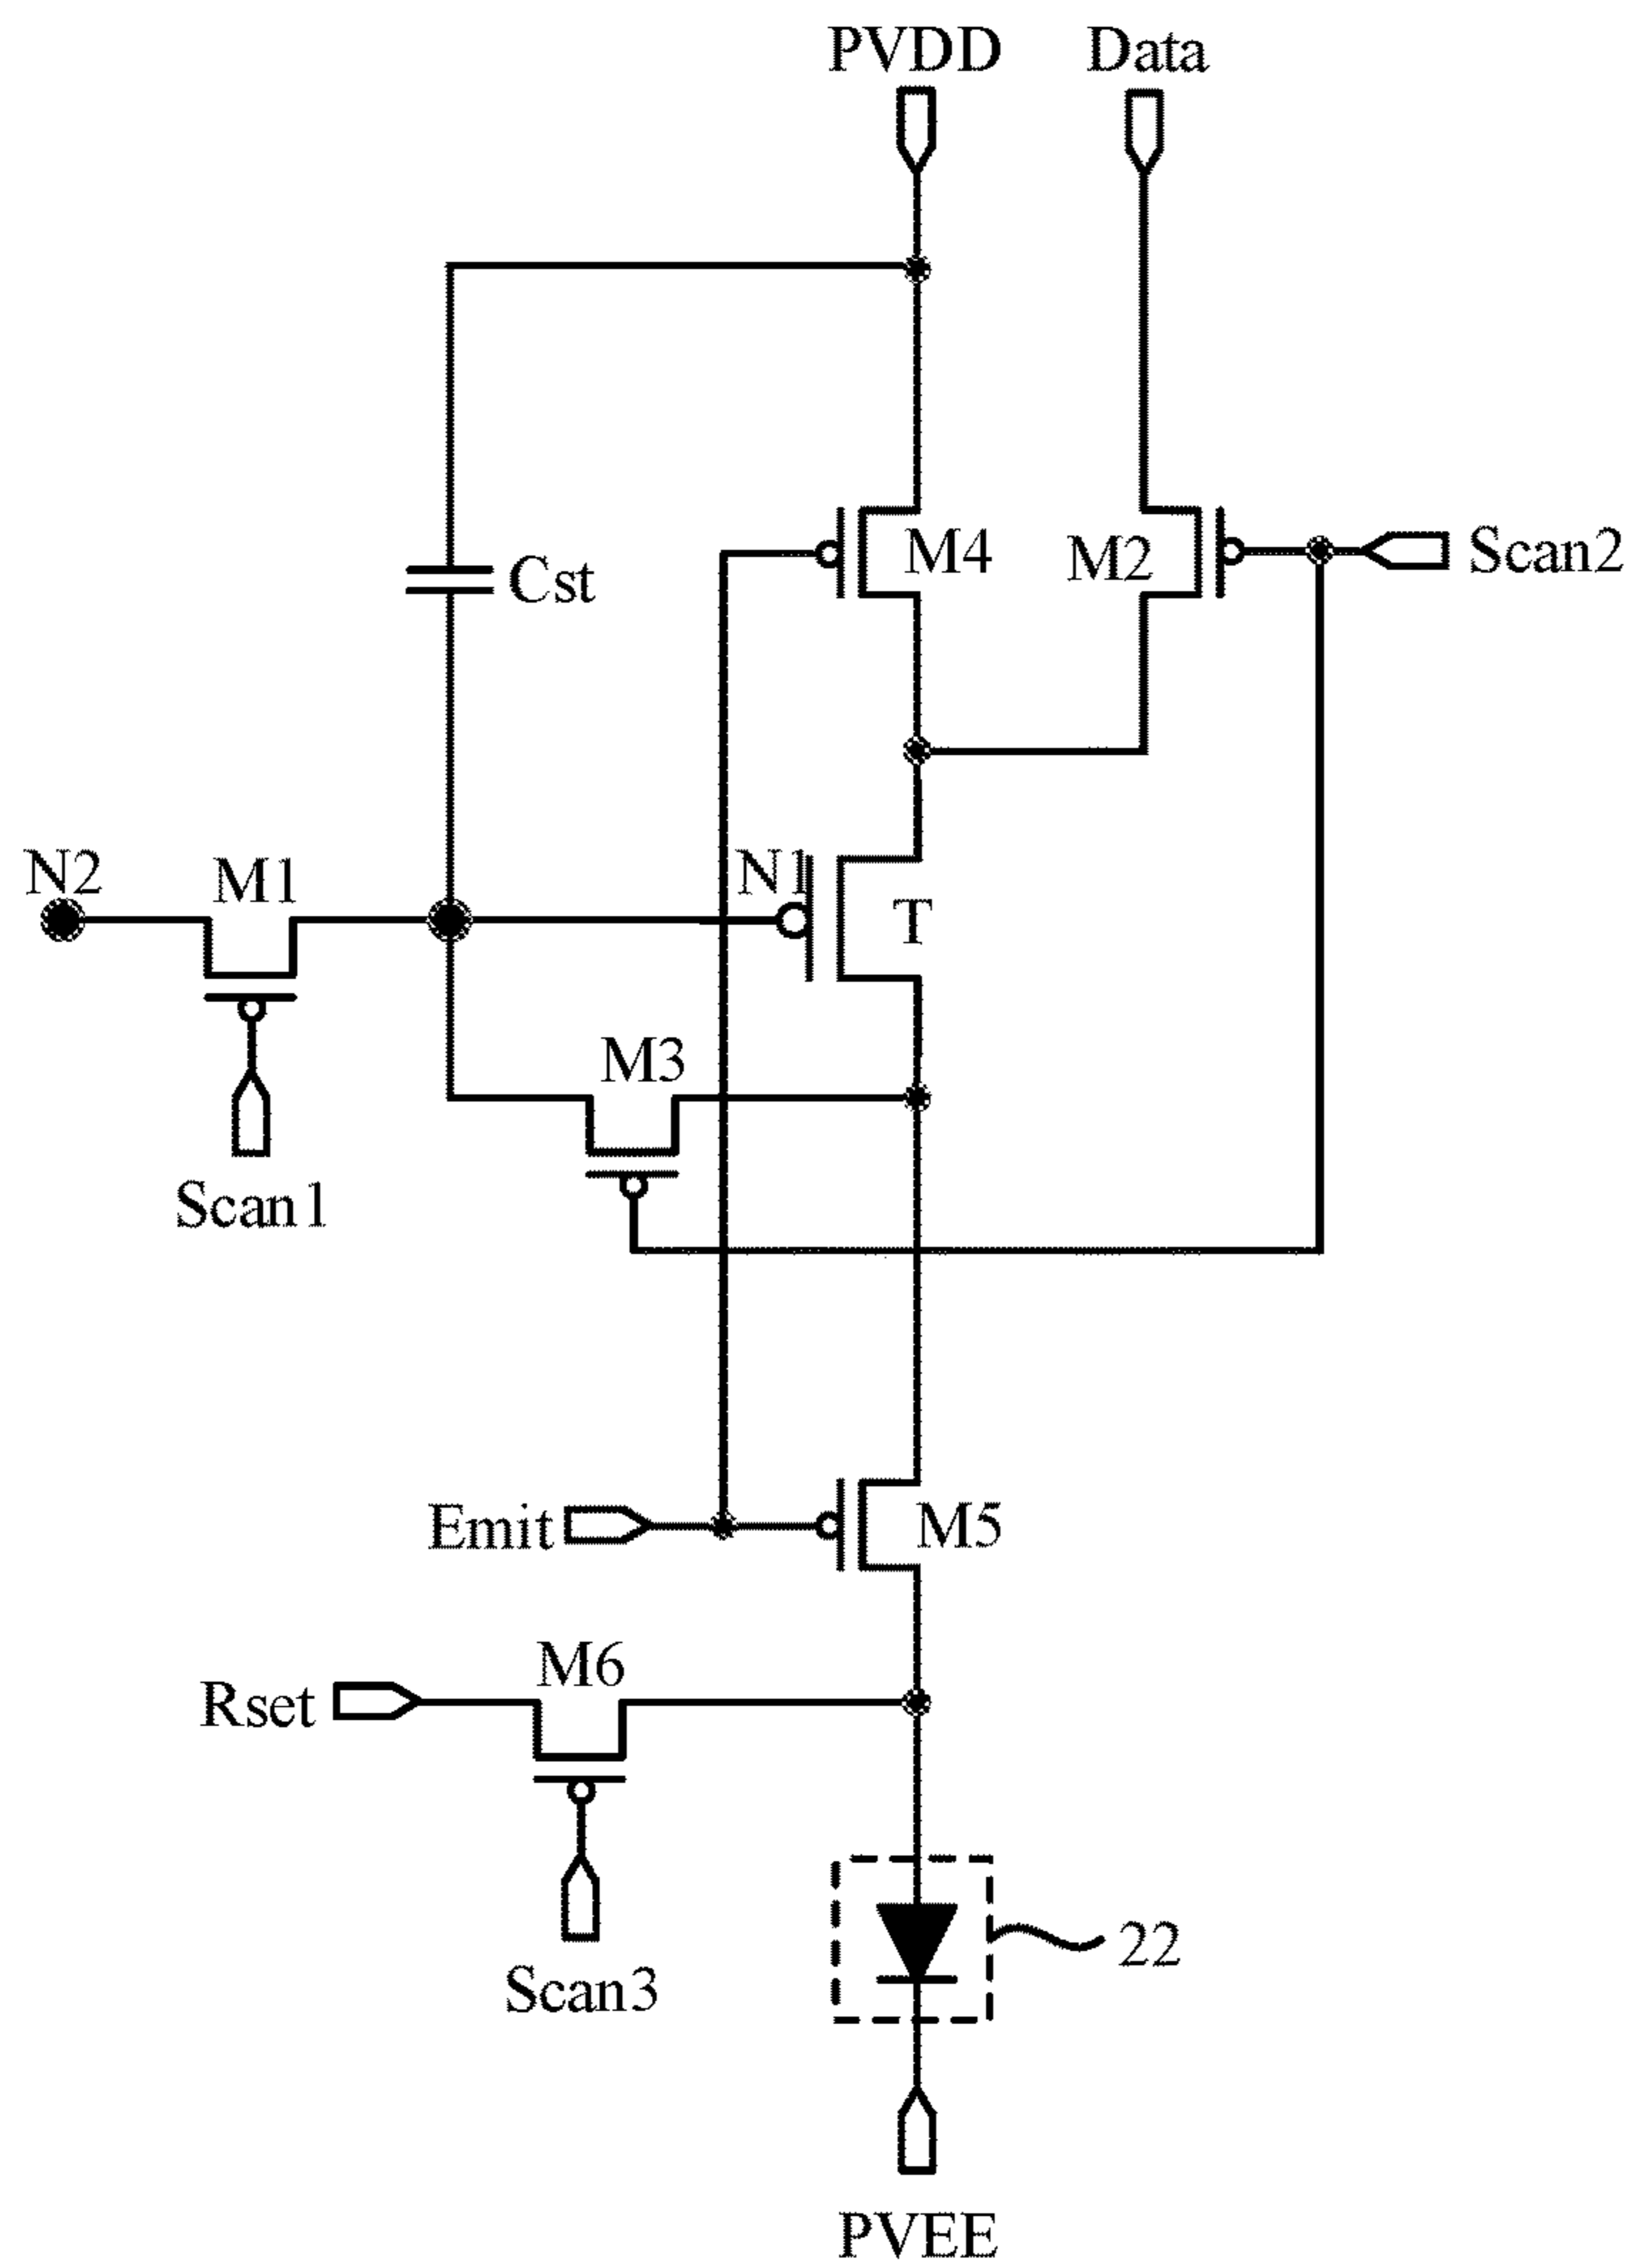 PVDD
Data
M4
M2
Scan2
Cst
N2
M1
N1
T
M3
Scan1
Emit
M5
M6
Rset
22
Scan3
PVEE